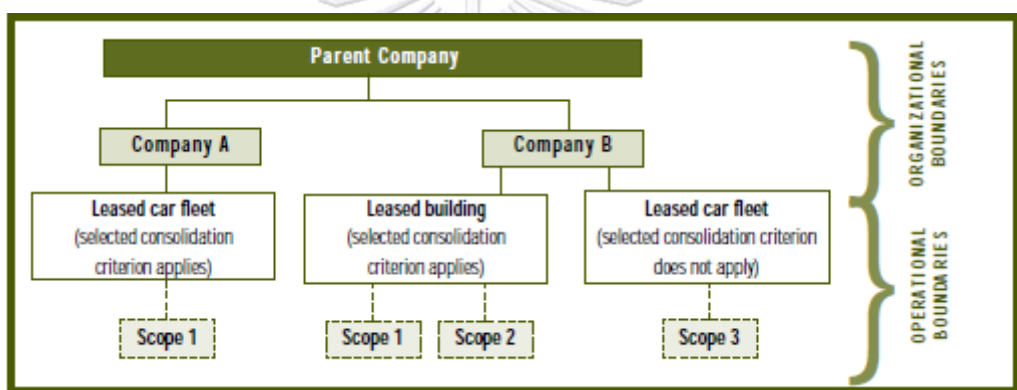 Parent Company
Company A
Company B
Leased car fleet
(selected consolidation
criterion applies)
Leased building
(selected consolidation
criterion applies)
Leased car fleet
(selected consolidation criterion
does not apply)
Scope 1
Scope 1
Scope 2
Scope 3
ORGANIZATIONAL
BOUNDARIES
OPERATIONAL
BOUNDARIES